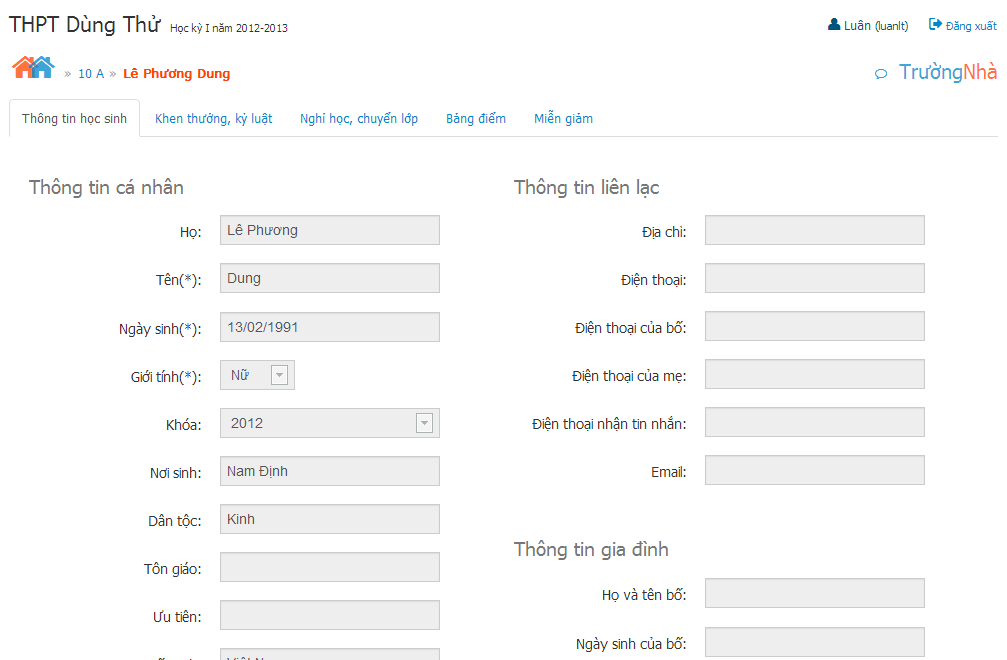 THPT Dùng Thử Học kỳ I năm 2012-2013
Luân (luanlt) Đăng xuất
» 10 A » Lê Phương Dung
TrườngNhà
Thông tin học sinh Khen thưởng, kỷ luật Nghỉ học, chuyển lớp Bảng điểm Miễn giảm
Thông tin cá nhân
Họ: Lê Phương
Tên(*): Dung
Ngày sinh(*): 13/02/1991
Giới tính(*): Nữ
Khóa: 2012
Nơi sinh: Nam Định
Dân tộc: Kinh
Tôn giáo:
Ưu tiên:
Thông tin liên lạc
Địa chỉ:
Điện thoại:
Điện thoại của bố:
Điện thoại của mẹ:
Điện thoại nhận tin nhắn:
Email:
Thông tin gia đình
Họ và tên bố:
Ngày sinh của bố: